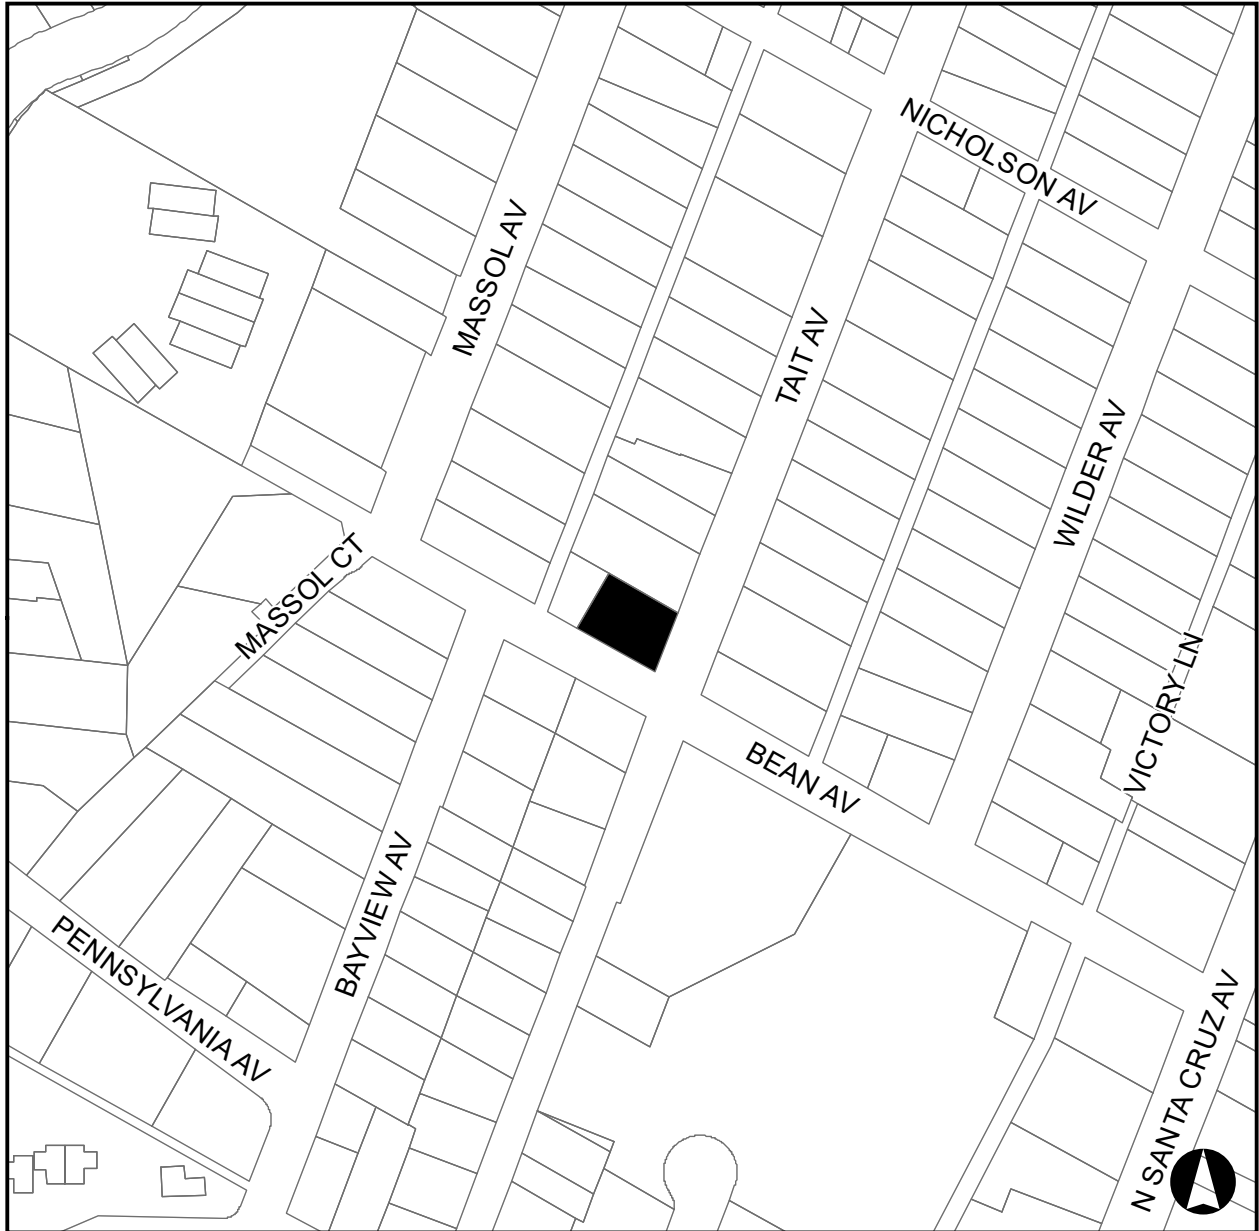 NICHOLSON AV
MASSOL AV
TAIT AV
WILDER AV
MASSOL CT
VICTORY LN
BEAN AV
BAYVIEW AV
PENNSYLVANIA AV
N SANTA CRUZ AV